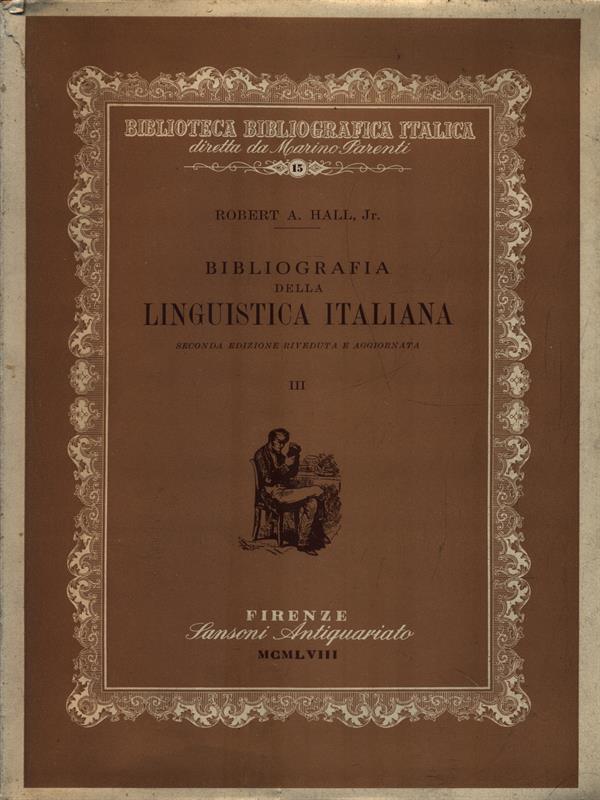 BIBLIOTECA BIBLIOGRAFICA ITALICA
diretta da Marino Parenti
15
ROBERT A. HALL, Jr.
BIBLIOGRAFIA
DELLA
LINGUISTICA ITALIANA
SECONDA EDIZIONE RIVEDUTA E AGGIORNATA
III
FIRENZE
Sansoni Antiquariato
MCMLVIII